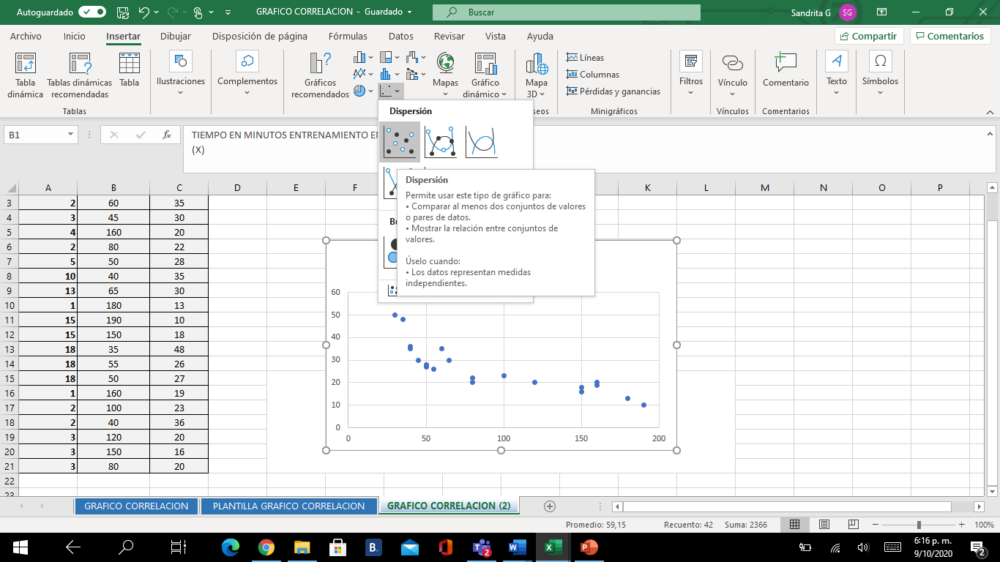 Autoguardado
GRAFICO CORRELACION - Guardado
Buscar
Sandrita G
SG
Archivo Inicio Insertar Dibujar Disposición de página Fórmulas Datos Revisar Vista Ayuda
Compartir Comentarios
Tabla dinámica
Tablas dinámicas recomendadas
Tabla
Tablas
Ilustraciones
Complementos
Gráficos recomendados
Mapas
Gráfico dinámico
Mapa 3D
Líneas
Columnas
Pérdidas y ganancias
Minigráficos
Filtros
Vínculo
Vínculos
Comentario
Comentarios
Texto
Símbolos
B1
fx
TIEMPO EN MINUTOS ENTRENAMIENTO
(X)
Dispersión
Dispersión
Permite usar este tipo de gráfico para:
• Comparar al menos dos conjuntos de valores
o pares de datos.
• Mostrar la relación entre conjuntos de
valores.
Úselo cuando:
• Los datos representan medidas
independientes.
A B C D E F K L M N O P
3 2 60 35
4 3 45 30
5 4 160 20
6 2 80 22
7 5 50 28
8 10 40 35
9 13 65 30
10 1 180 13
11 15 190 10
12 15 150 18
13 18 35 48
14 18 55 26
15 18 50 27
16 1 160 19
17 2 100 23
18 2 40 36
19 3 120 20
20 3 150 16
21 3 80 20
22
23
60
50
40
30
20
10
0
0 50 100 150 200
GRAFICO CORRELACION
PLANTILLA GRAFICO CORRELACION
GRAFICO CORRELACION (2)
Promedio: 59,15 Recuento: 42 Suma: 2366
100%
B.
2
6:16 p. m.
9/10/2020
2